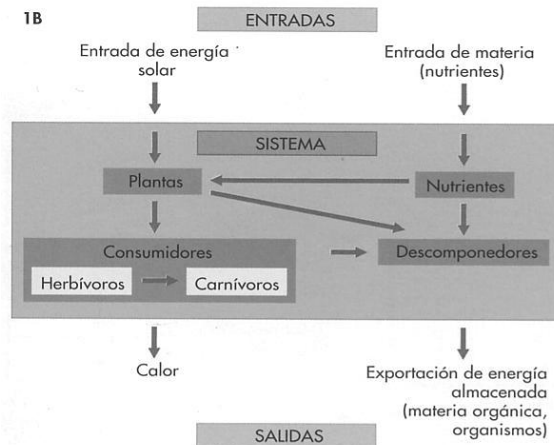 1B
ENTRADAS
Entrada de energía
solar
Entrada de materia
(nutrientes)
SISTEMA
Plantas
Nutrientes
Consumidores
Descomponedores
Herbívoros
Carnívoros
Calor
Exportación de energía
almacenada
(materia orgánica,
organismos)
SALIDAS